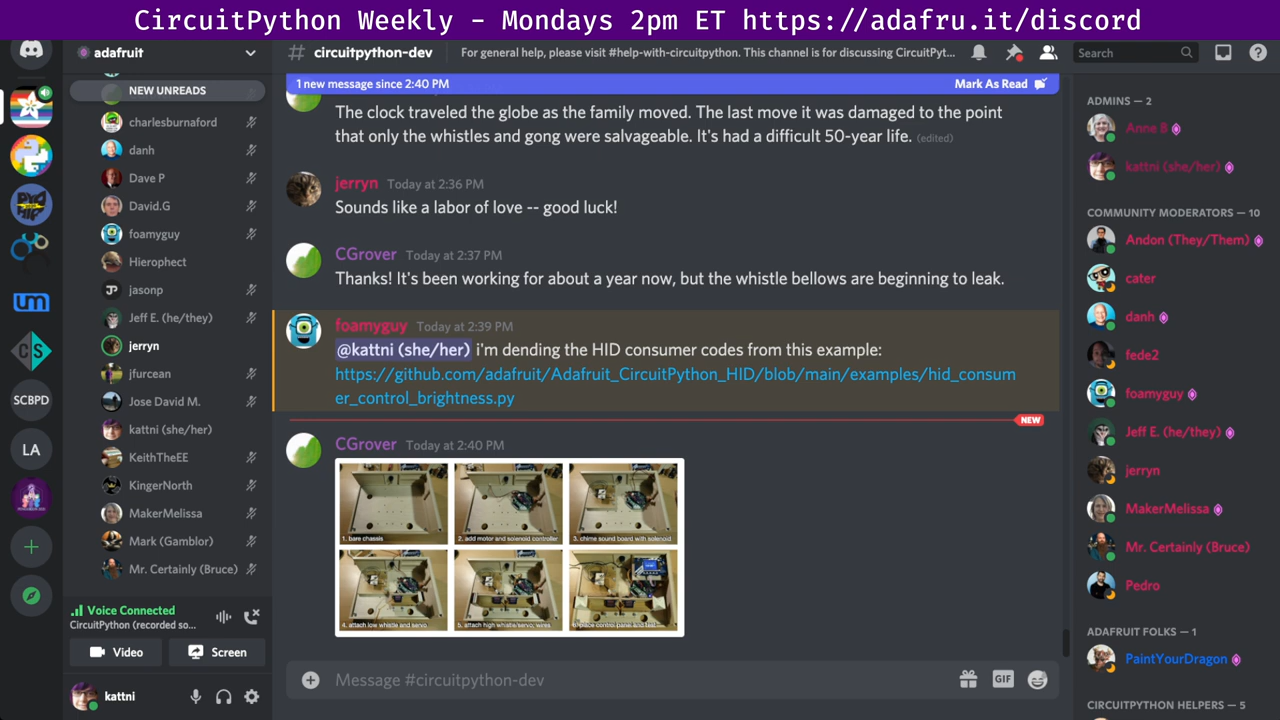 CircuitPython Weekly - Mondays 2pm ET https://adafru.it/discord
adafruit
NEW UNREADS
charlesburnaford
danh
Dave P
David.G
foamyguy
Hierophect
jasonp
Jeff E. (he/they)
jerryn
jfurcean
Jose David M.
kattni (she/her)
KeithTheEE
KingerNorth
MakerMelissa
Mark (Gamblor)
Mr. Certainly (Bruce)
Voice Connected
CircuitPython (recorded so...
Video
Screen
kattni
UM
CS
SCBPD
LA
# circuitpython-dev
For general help, please visit #help-with-circuitpython. This channel is for discussing CircuitPyt...
Search
1 new message since 2:40 PM
Mark As Read
The clock traveled the globe as the family moved. The last move it was damaged to the point
that only the whistles and gong were salvageable. It's had a difficult 50-year life. (edited)
jerryn Today at 2:36 PM
Sounds like a labor of love -- good luck!
CGrover Today at 2:37 PM
Thanks! It's been working for about a year now, but the whistle bellows are beginning to leak.
foamyguy Today at 2:39 PM
@kattni (she/her) i'm dending the HID consumer codes from this example:
https://github.com/adafruit/Adafruit_CircuitPython_HID/blob/main/examples/hid_consum
er_control_brightness.py
NEW
CGrover Today at 2:40 PM
1. bare chassis
2. add motor and solenoid controller
3. chime sound board with solenoid
4. attach low whistle and servo
5. attach high whistle/servo; wires
Message #circuitpython-dev
GIF
ADMINS — 2
Anne B
kattni (she/her)
COMMUNITY MODERATORS — 10
Andon (They/Them)
cater
danh
fede2
foamyguy
Jeff E. (he/they)
jerryn
MakerMelissa
Mr. Certainly (Bruce)
Pedro
ADAFRUIT FOLKS — 1
PaintYourDragon
CIRCUITPYTHON HELPERS — 5